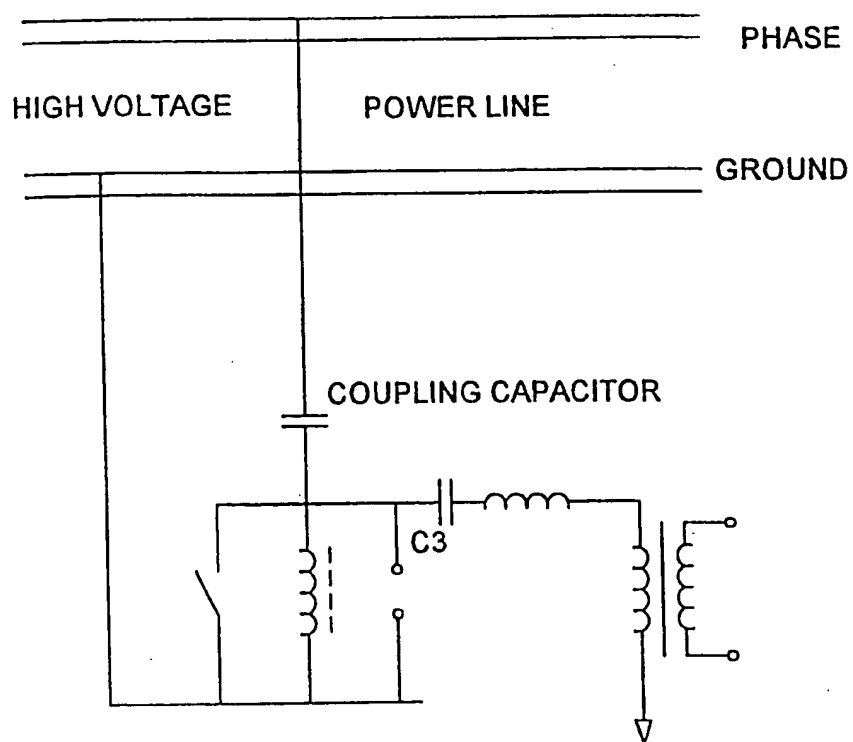 PHASE
HIGH VOLTAGE POWER LINE
GROUND
COUPLING CAPACITOR
C3